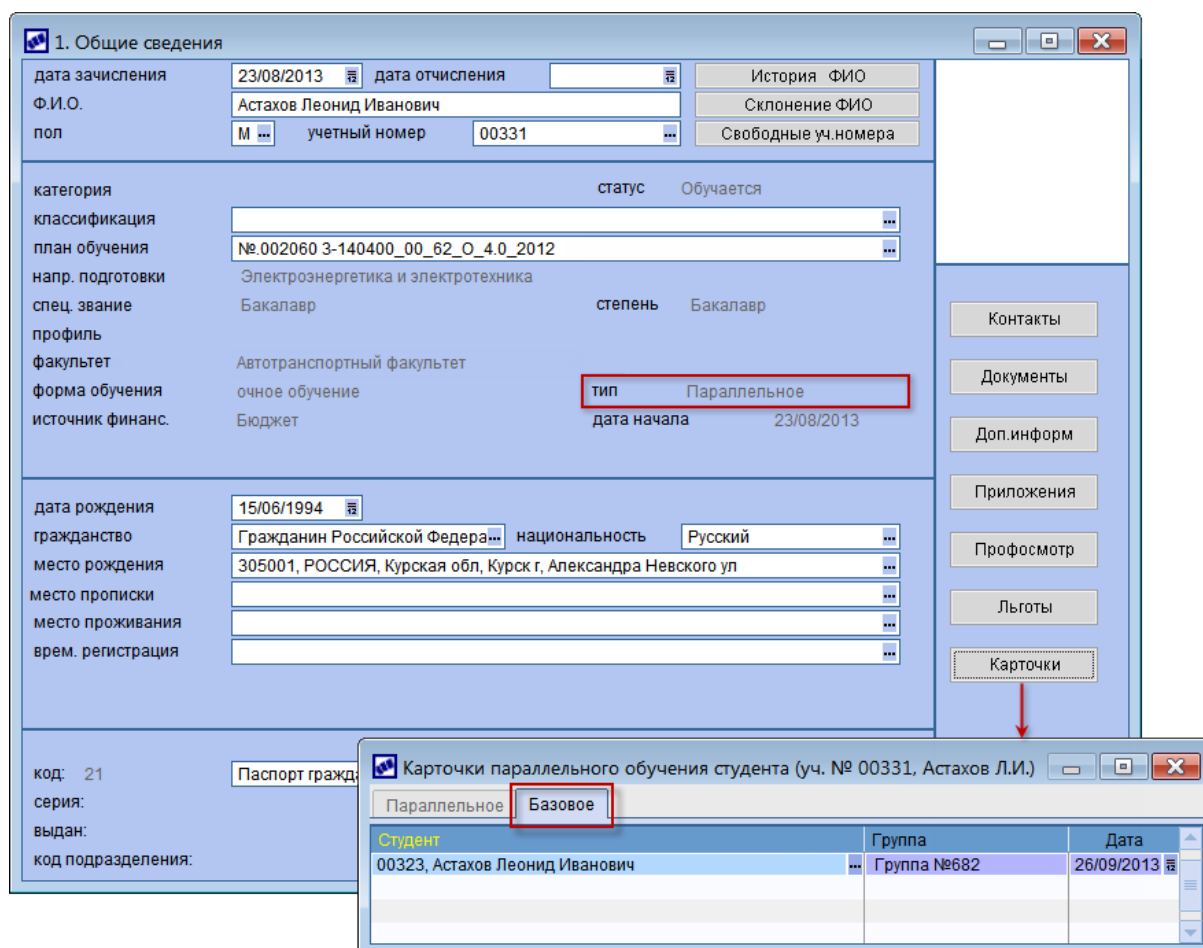 1. Общие сведения
дата зачисления 23/08/2013 12 дата отчисления 12 История ФИО
Ф.И.О. Астахов Леонид Иванович Склонение ФИО
пол М ... учетный номер 00331 ... Свободные уч.номера
категория статус Обучается
классификация ...
план обучения №.002060 3-140400_00_62_О_4.0_2012 ...
напр. подготовки Электроэнергетика и электротехника
спец. звание Бакалавр степень Бакалавр
профиль
факультет Автотранспортный факультет
форма обучения очное обучение тип Параллельное
источник финанс. Бюджет дата начала 23/08/2013
дата рождения 15/06/1994 12
гражданство Гражданин Российской Федера... национальность Русский ...
место рождения 305001, РОССИЯ, Курская обл, Курск г, Александра Невского ул ...
место прописки ...
место проживания ...
врем. регистрация ...
Контакты
Документы
Доп.информ
Приложения
Профосмотр
Льготы
Карточки
код: 21 Паспорт гражда
серия:
выдан:
код подразделения:
Карточки параллельного обучения студента (уч. № 00331, Астахов Л.И.)
Параллельное Базовое
Студент Группа Дата
00323, Астахов Леонид Иванович ... Группа №682 26/09/2013 12